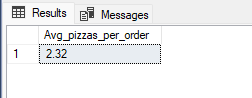 Results Messages
Avg_pizzas_per_order
1 2.32